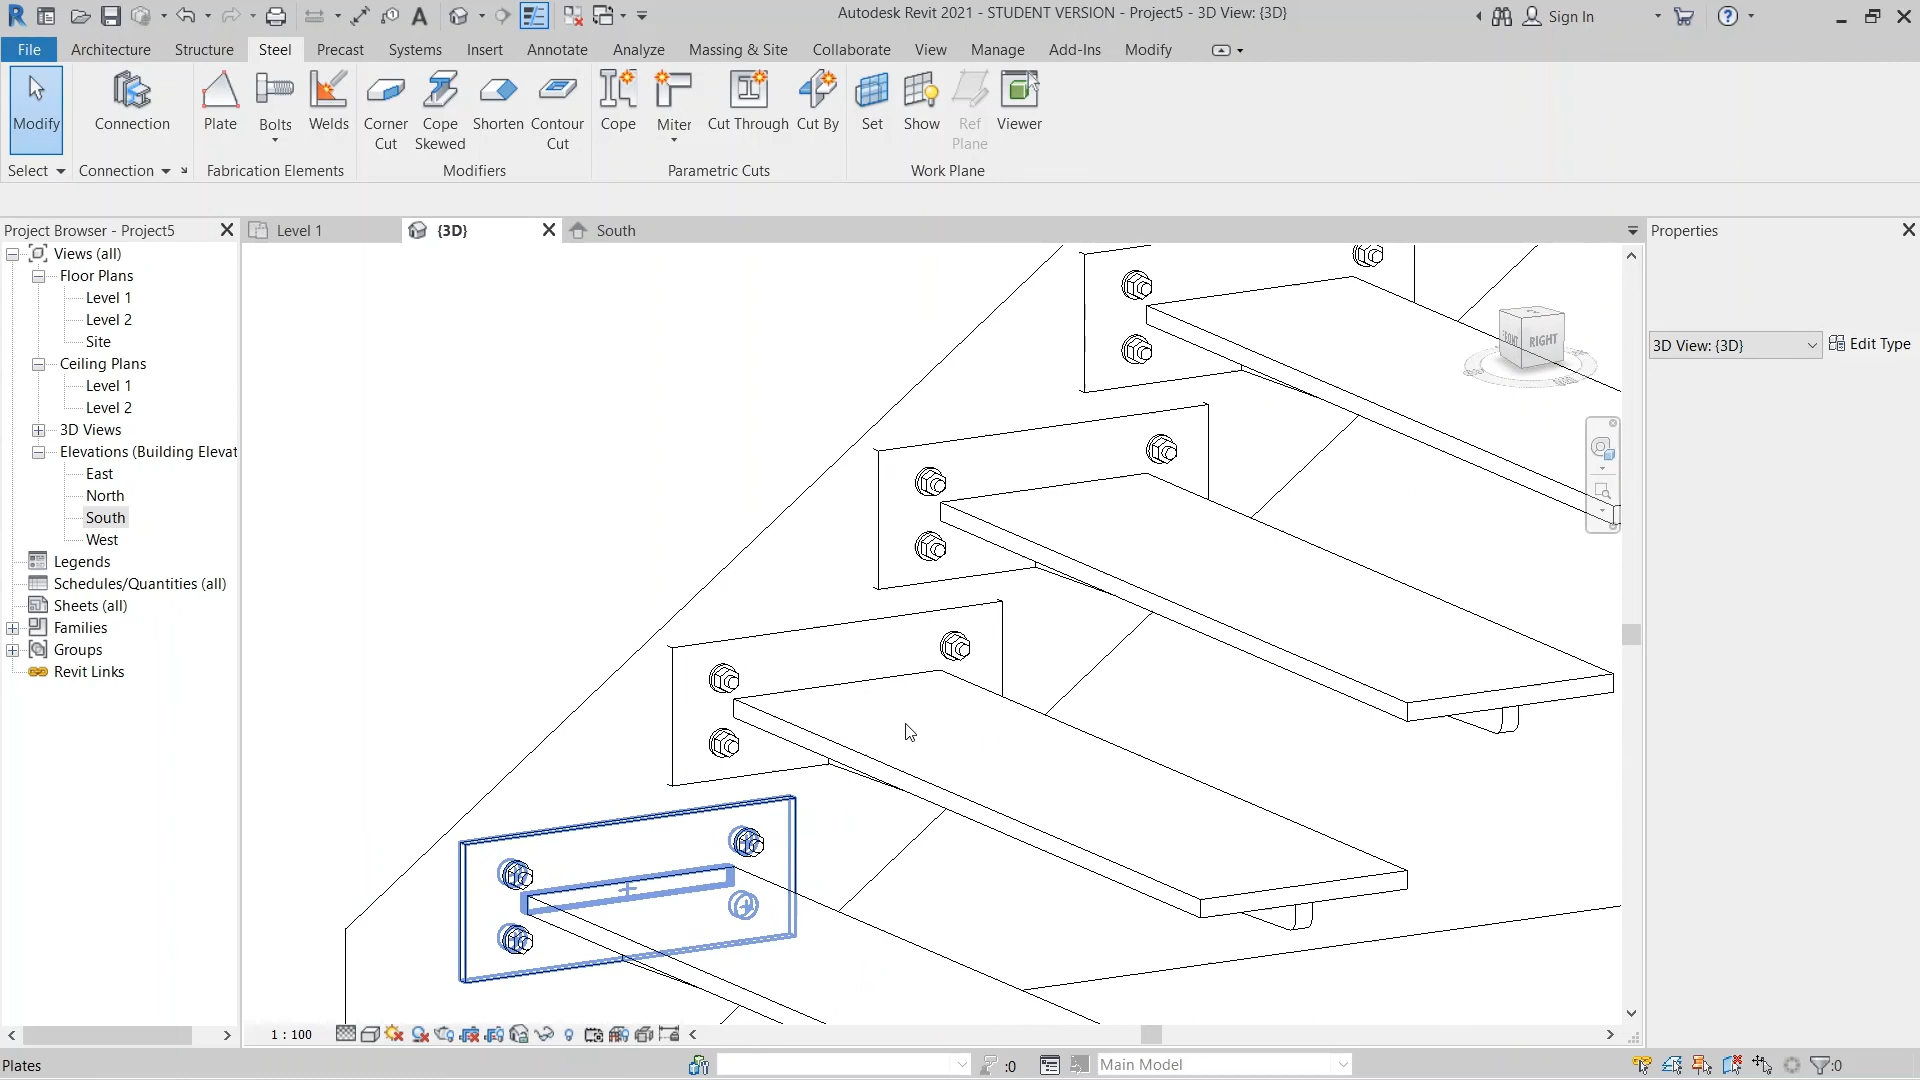 Autodesk Revit 2021 - STUDENT VERSION - Project5 - 3D View: {3D}
Sign In
File
Architecture
Structure
Steel
Precast
Systems
Insert
Annotate
Analyze
Massing & Site
Collaborate
View
Manage
Add-Ins
Modify
Modify
Connection
Plate
Bolts
Welds
Corner
Cut
Cope
Skewed
Shorten
Contour
Cut
Cope
Miter
Cut Through
Cut By
Set
Show
Ref
Plane
Viewer
Select
Connection
Fabrication Elements
Modifiers
Parametric Cuts
Work Plane
Project Browser - Project5
Level 1
{3D}
South
Properties
Views (all)
Floor Plans
Level 1
Level 2
Site
Ceiling Plans
Level 1
Level 2
3D Views
Elevations (Building Elevat
East
North
South
West
Legends
Schedules/Quantities (all)
Sheets (all)
Families
Groups
Revit Links
3D View: {3D}
Edit Type
RIGHT
FRONT
1 : 100
Plates
:0
Main Model
:0